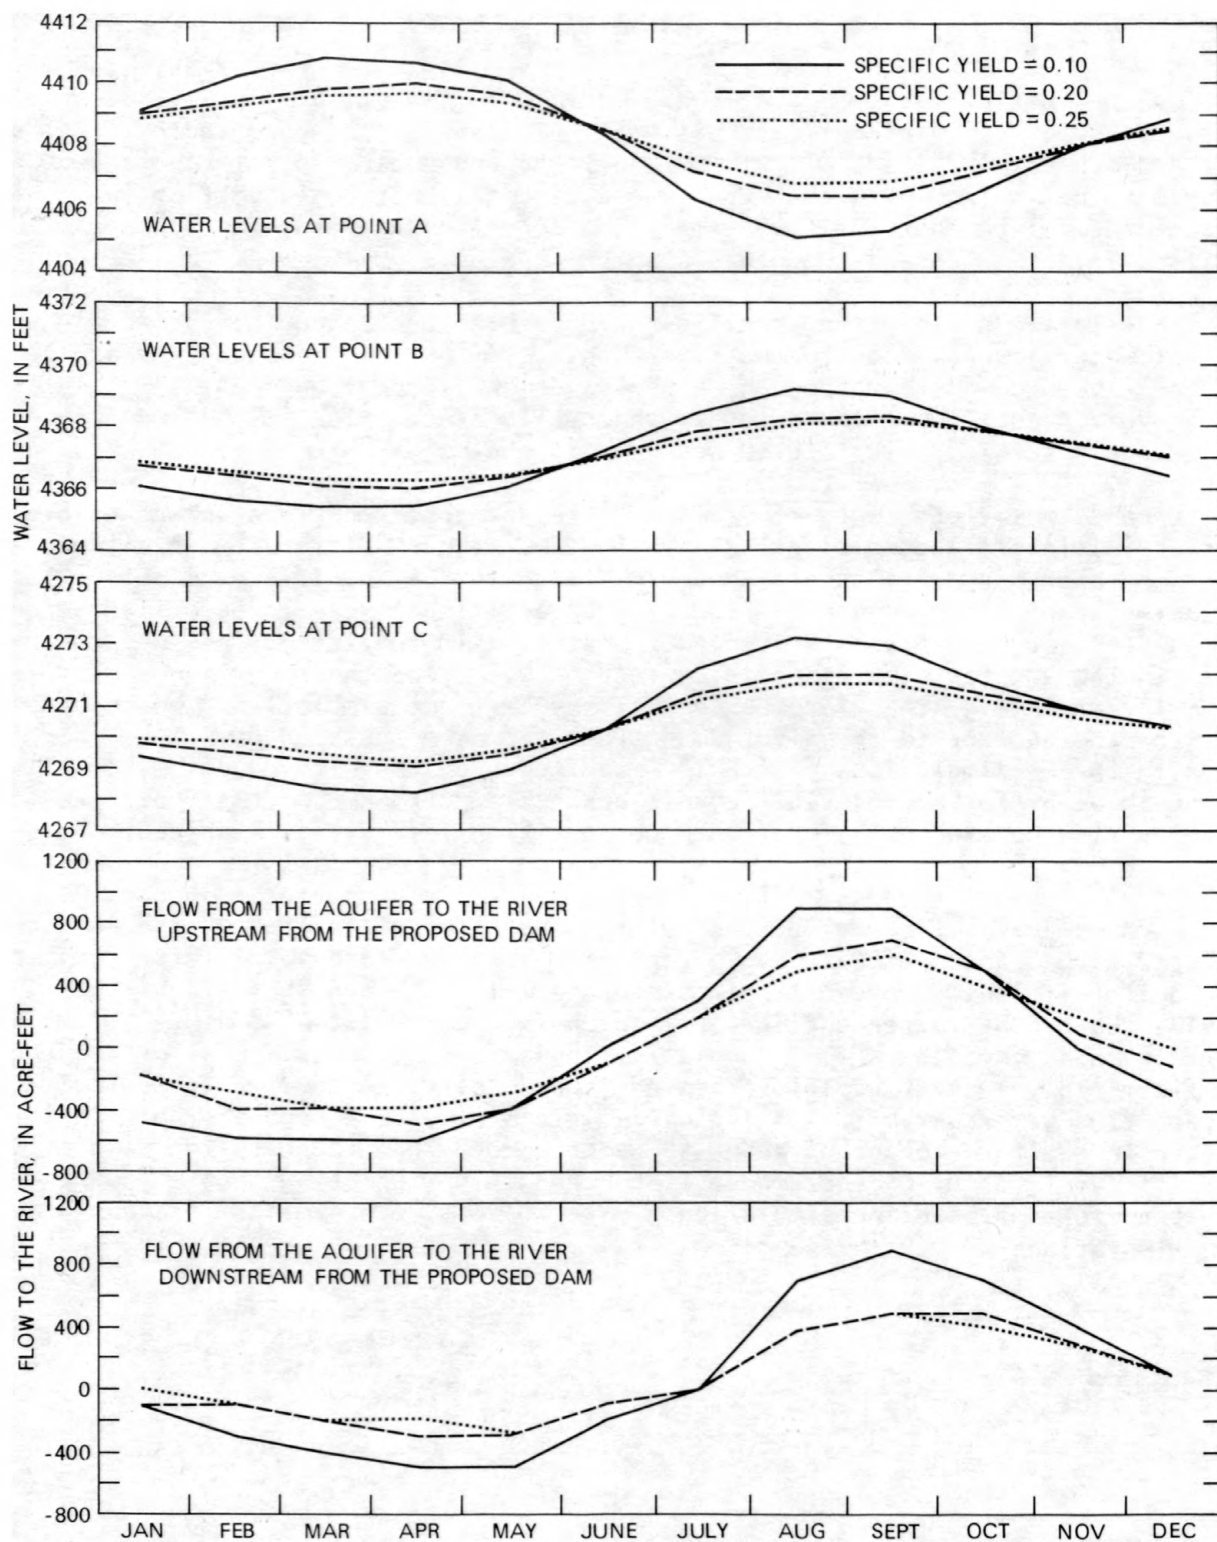 4412
4410
4408
4406
4404
SPECIFIC YIELD = 0.10
SPECIFIC YIELD = 0.20
SPECIFIC YIELD = 0.25
WATER LEVELS AT POINT A
WATER LEVEL, IN FEET
4372
4370
4368
4366
4364
WATER LEVELS AT POINT B
4275
4273
4271
4269
4267
WATER LEVELS AT POINT C
FLOW TO THE RIVER, IN ACRE-FEET
1200
800
400
0
-400
-800
FLOW FROM THE AQUIFER TO THE RIVER
UPSTREAM FROM THE PROPOSED DAM
1200
800
400
0
-400
-800
FLOW FROM THE AQUIFER TO THE RIVER
DOWNSTREAM FROM THE PROPOSED DAM
JAN FEB MAR APR MAY JUNE JULY AUG SEPT OCT NOV DEC